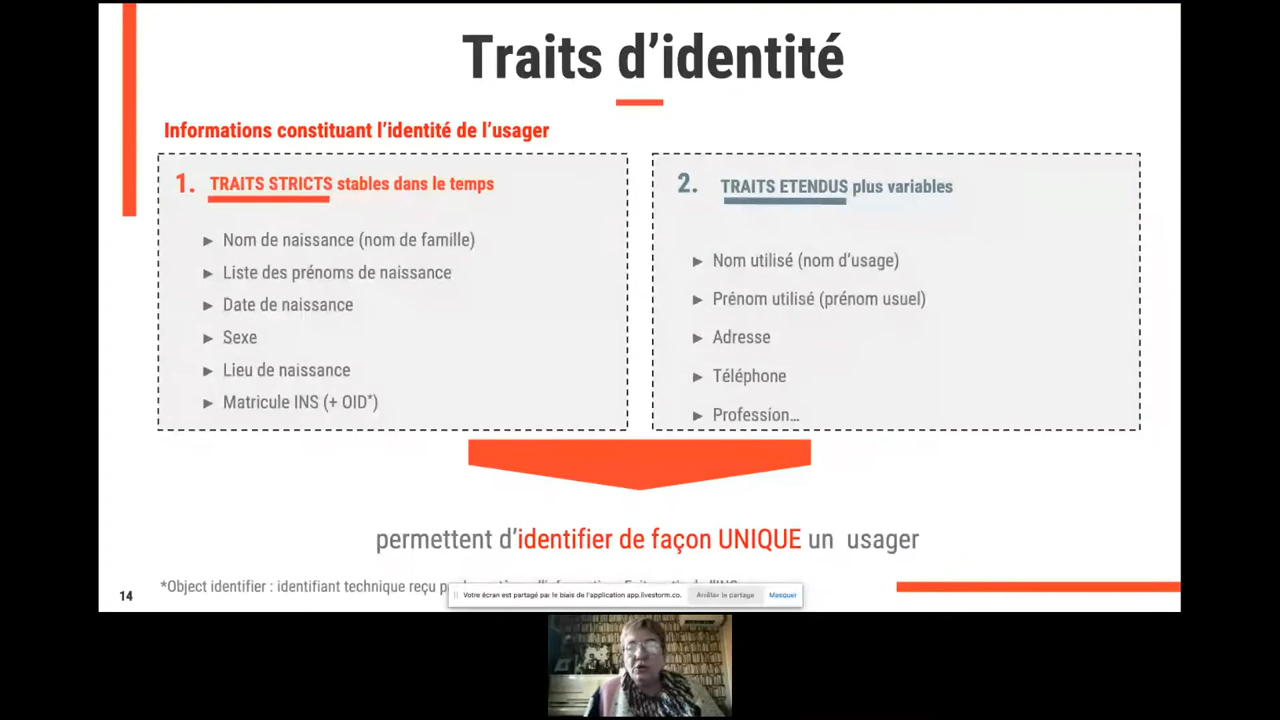 Traits d'identité
Informations constituant l'identité de l'usager
1. TRAITS STRICTS stables dans le temps
► Nom de naissance (nom de famille)
► Liste des prénoms de naissance
► Date de naissance
► Sexe
► Lieu de naissance
► Matricule INS (+ OID*)
2. TRAITS ETENDUS plus variables
► Nom utilisé (nom d'usage)
► Prénom utilisé (prénom usuel)
► Adresse
► Téléphone
► Profession...
permettent d'identifier de façon UNIQUE un usager
*Object identifier : identifiant technique reçu
14
Votre écran est partagé par le biais de l'application app.livestorm.co.
Arrêter le partage
Masquer